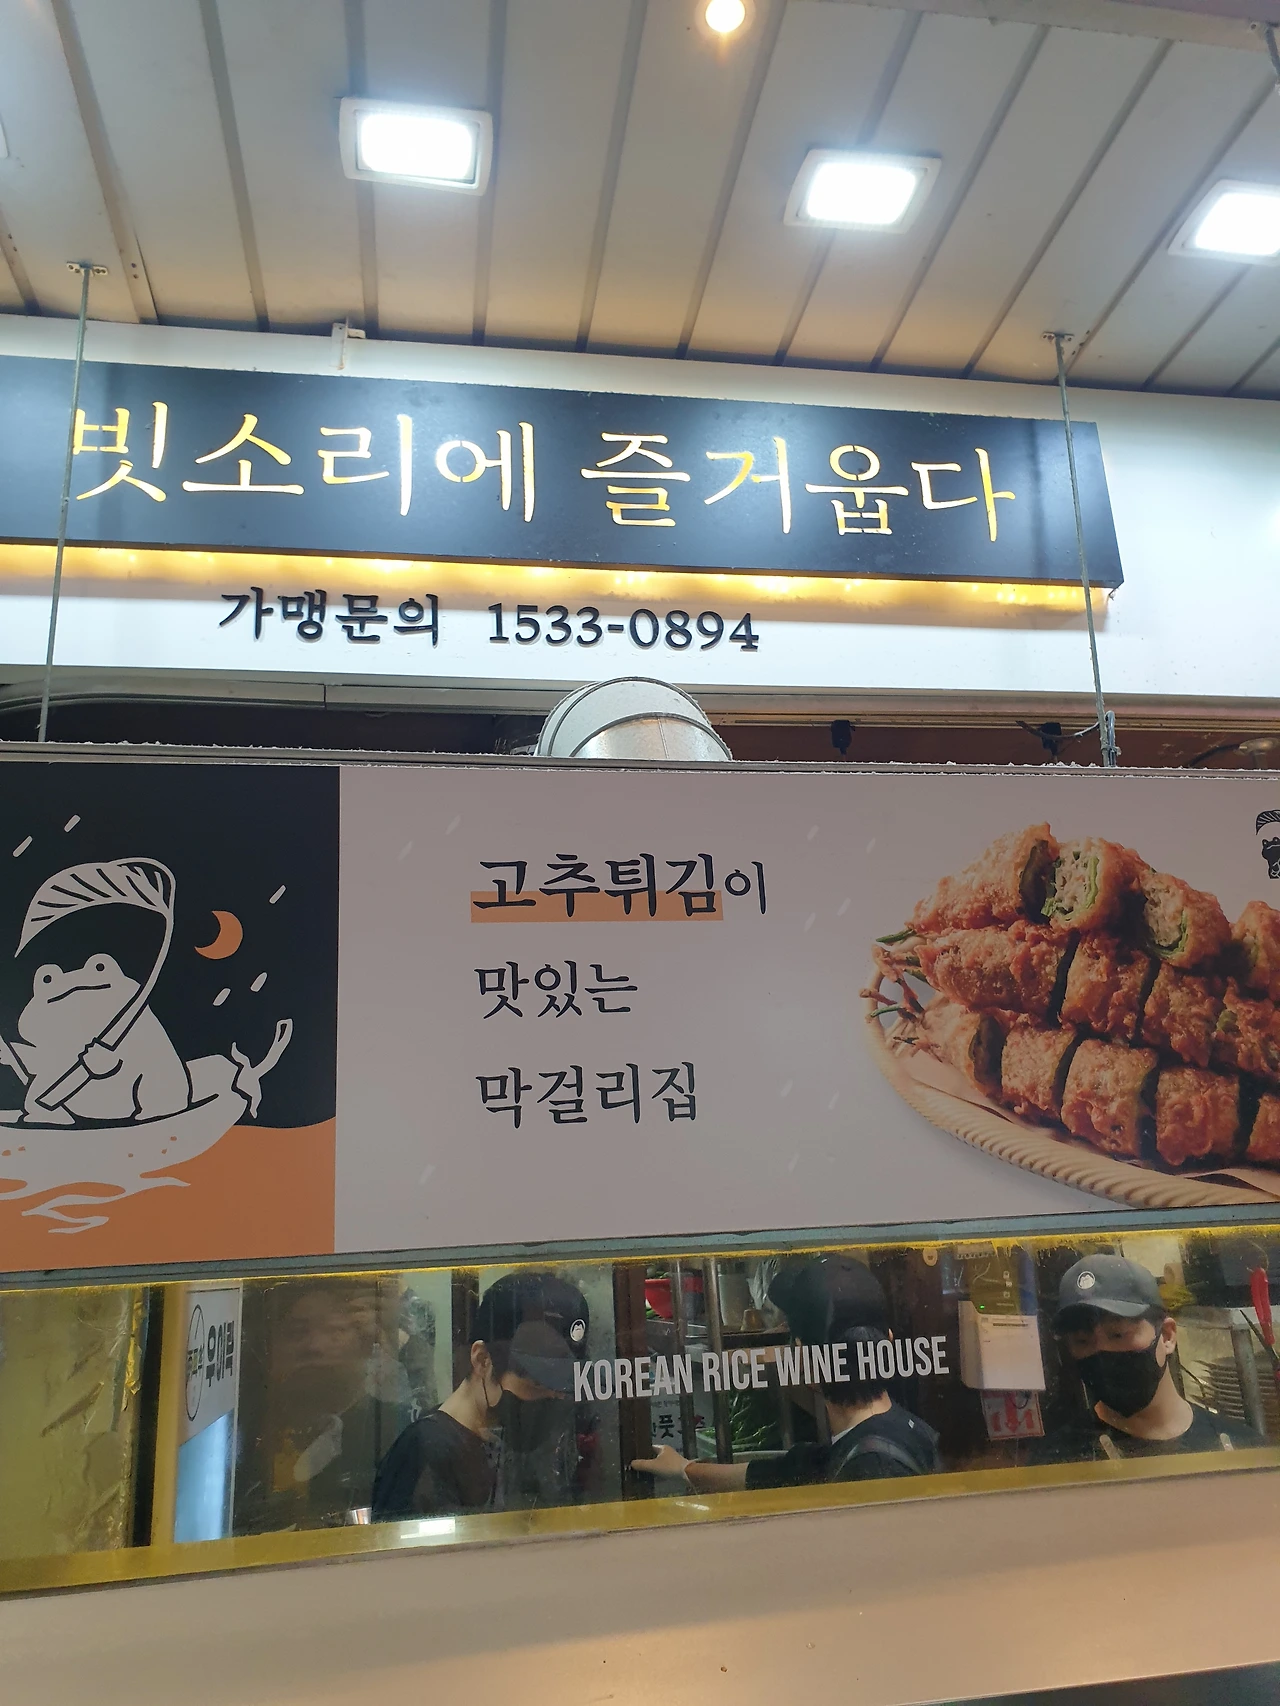 빗소리에 즐거웁다
가맹문의 1533-0894
고추튀김이
맛있는
막걸리집
KOREAN RICE WINE HOUSE